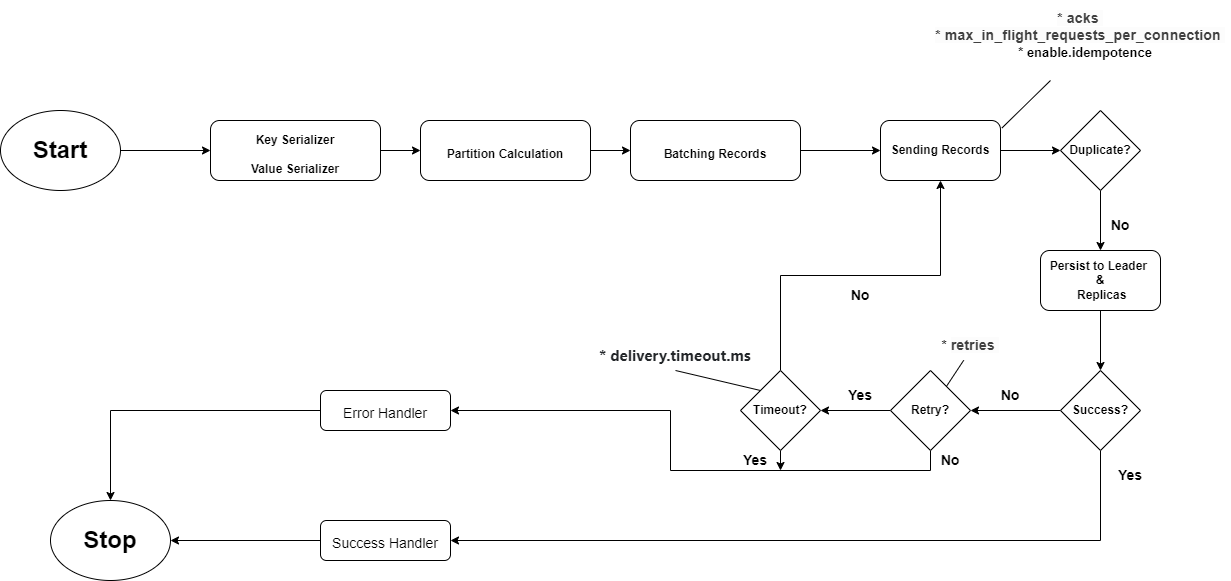 * acks
* max_in_flight_requests_per_connection
* enable.idempotence
Start
Key Serializer
Value Serializer
Partition Calculation
Batching Records
Sending Records
Duplicate?
No
Persist to Leader
&
Replicas
No
* retries
* delivery.timeout.ms
Timeout?
Yes
Retry?
No
Success?
Error Handler
Yes
No
Yes
Stop
Success Handler